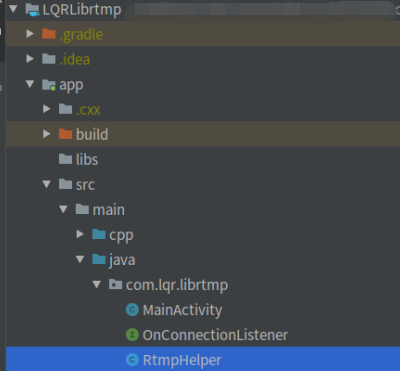 LQRLibrtmp
.gradle
.idea
app
.cxx
build
libs
src
main
cpp
java
com.lqr.librtmp
MainActivity
OnConnectionListener
RtmpHelper